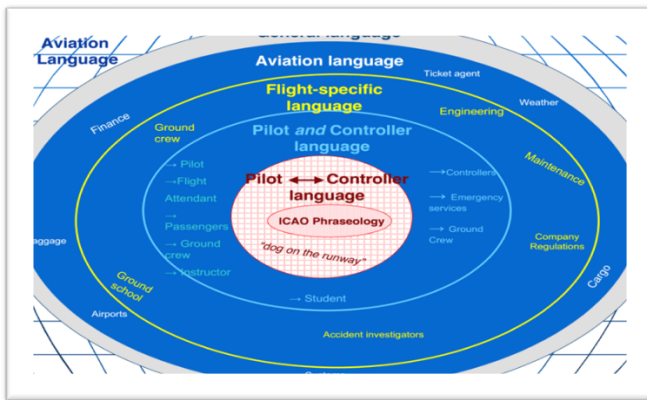 General language
Aviation
Language
Aviation language
Ticket agent
Weather
Flight-specific
language
Finance
Engineering
Ground
crew
Pilot and Controller
language
Maintenance
→ Pilot
→Flight
Attendant
→
Passengers
→ Ground
crew
→ Instructor
Pilot ↔ Controller
language
ICAO Phraseology
"dog on the runway"
→Controllers
→ Emergency
services
→ Ground
Crew
Company
Regulations
aggage
Ground
school
Cargo
→ Student
Airports
Accident investigators